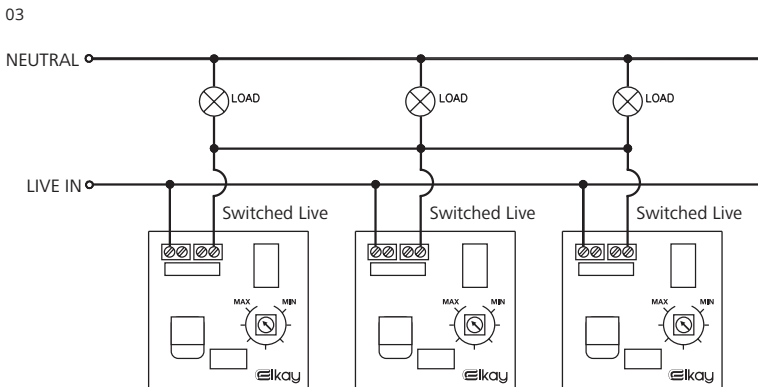 03
NEUTRAL
LOAD LOAD LOAD
LIVE IN
Switched Live Switched Live Switched Live
MAX MIN MAX MIN MAX MIN
Elkay Elkay Elkay